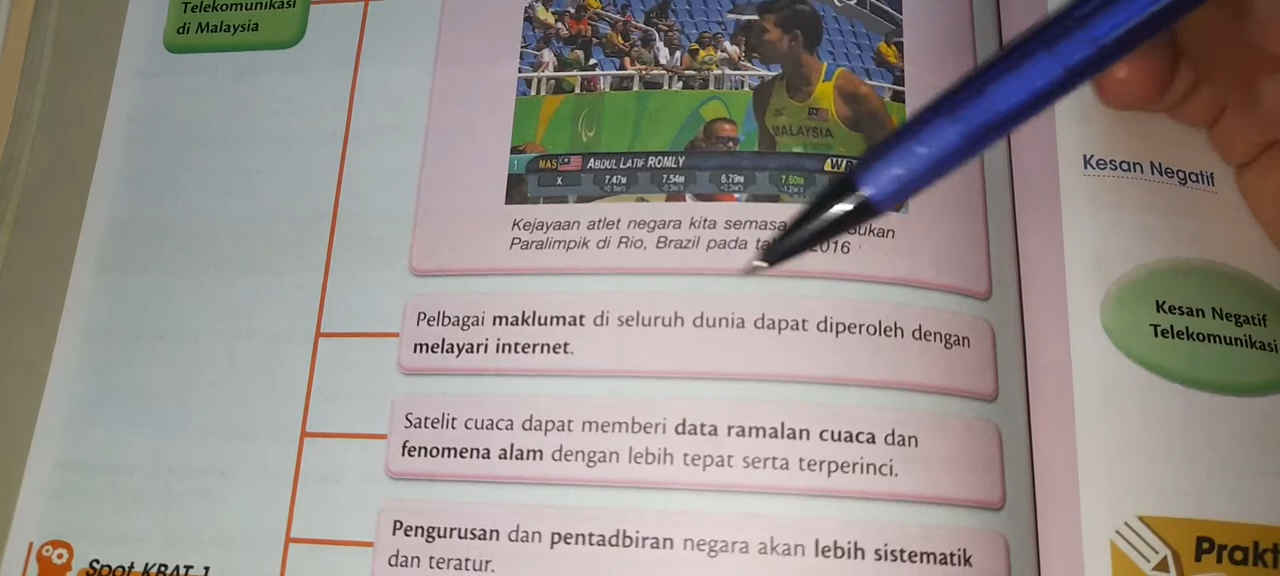 Telekomunikasi
di Malaysia
MALAYSIA
1 MAS ABDUL LATIF ROMLY WR
X 7.47M 7.54M 6.79M 7.60M
Kejayaan atlet negara kita semasa Sukan
Paralimpik di Rio, Brazil pada 2016
Pelbagai maklumat di seluruh dunia dapat diperoleh dengan
melayari internet.
Satelit cuaca dapat memberi data ramalan cuaca dan
fenomena alam dengan lebih tepat serta terperinci.
Pengurusan dan pentadbiran negara akan lebih sistematik
dan teratur.
Spot KBAT 1
Kesan Negatif
Kesan Negatif
Telekomunikasi